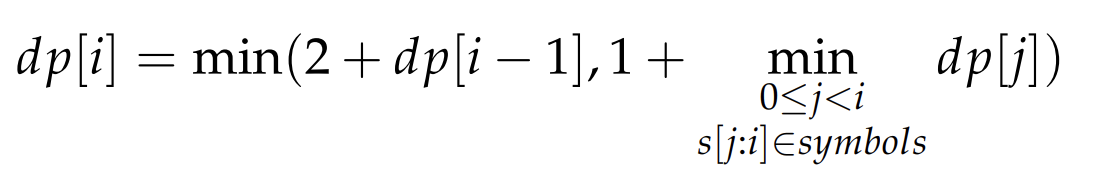 dp[i] = min(2 + dp[i − 1], 1 + min dp[j])
0≤j<i
s[j:i]∈symbols